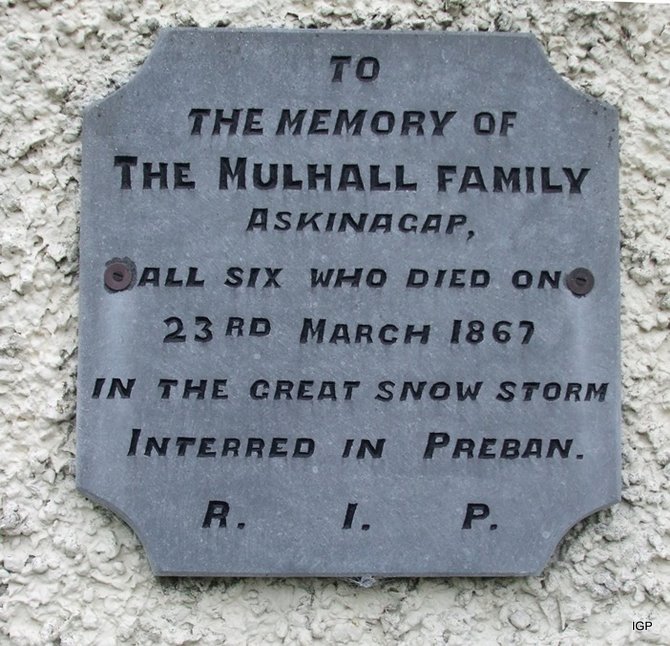 TO
THE MEMORY OF
THE MULHALL FAMILY
ASKINAGAP,
ALL SIX WHO DIED ON
23RD MARCH 1867
IN THE GREAT SNOW STORM
INTERRED IN PREBAN.
R. I. P.
IGP